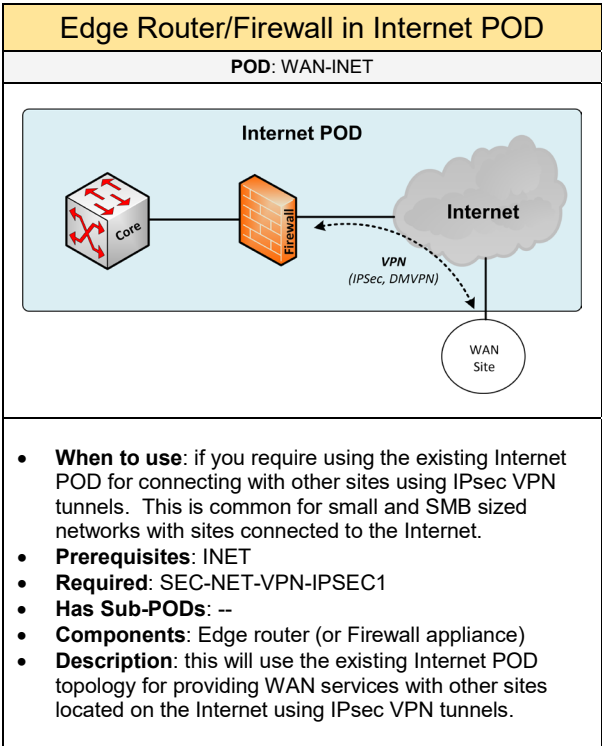 Edge Router/Firewall in Internet POD
POD: WAN-INET
Internet POD
Core
Firewall
Internet
VPN
(IPSec, DMVPN)
WAN
Site
• When to use: if you require using the existing Internet
POD for connecting with other sites using IPsec VPN
tunnels.  This is common for small and SMB sized
networks with sites connected to the Internet.
• Prerequisites: INET
• Required: SEC-NET-VPN-IPSEC1
• Has Sub-PODs: --
• Components: Edge router (or Firewall appliance)
• Description: this will use the existing Internet POD
topology for providing WAN services with other sites
located on the Internet using IPsec VPN tunnels.